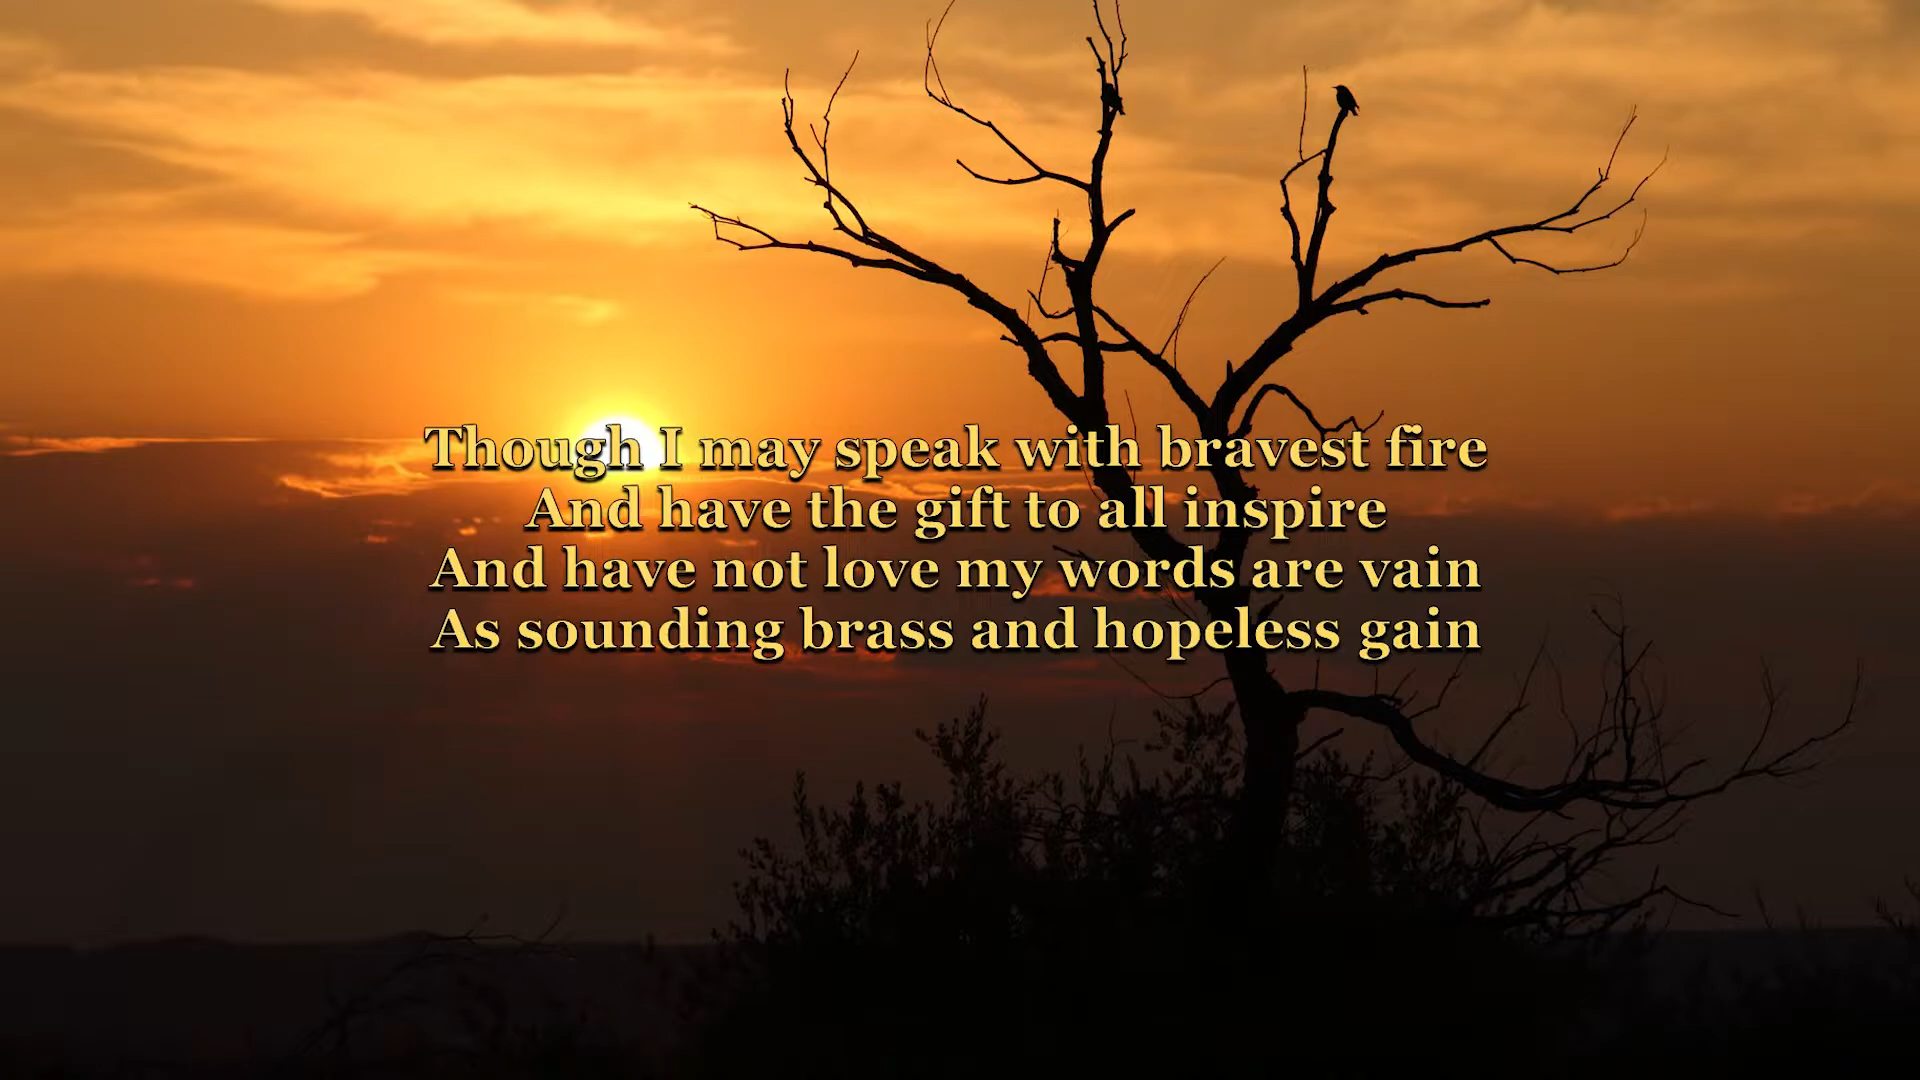 Though I may speak with bravest fire
And have the gift to all inspire
And have not love my words are vain
As sounding brass and hopeless gain